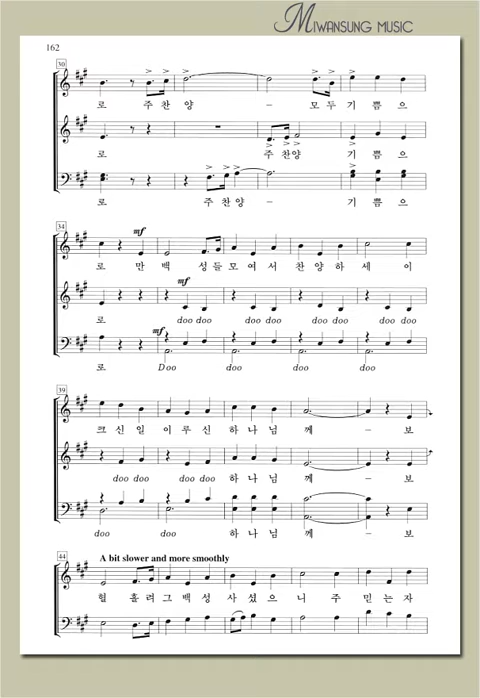 MIWANSUNG MUSIC
162
30
로 주찬양 – 모두기 쁨 으
로 주찬양 기 쁨 으
로 주찬양 – 기 쁨 으
34
mf
로 만 백 성들모 여 서 찬 양 하 세 이
mf
로 doo doo doo doo doo doo
mf
로 Doo doo doo doo
39
크 신 일 이 루 신 하 나 님 께 – 보
doo doo doo doo 하 나 님 께 – 보
doo doo 하 나 님 께 – 보
44
A bit slower and more smoothly
혈 흘려그 백 성 사 셨 으 니 주 믿 는 자